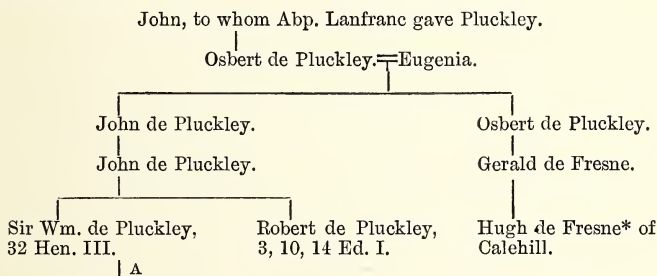 John, to whom Abp. Lanfranc gave Pluckley.
Osbert de Pluckley.=Eugenia.
John de Pluckley. Osbert de Pluckley.
John de Pluckley. Gerald de Fresne.
Sir Wm. de Pluckley, Robert de Pluckley, Hugh de Fresne* of
32 Hen. III. 3, 10, 14 Ed. I. Calehill.
A